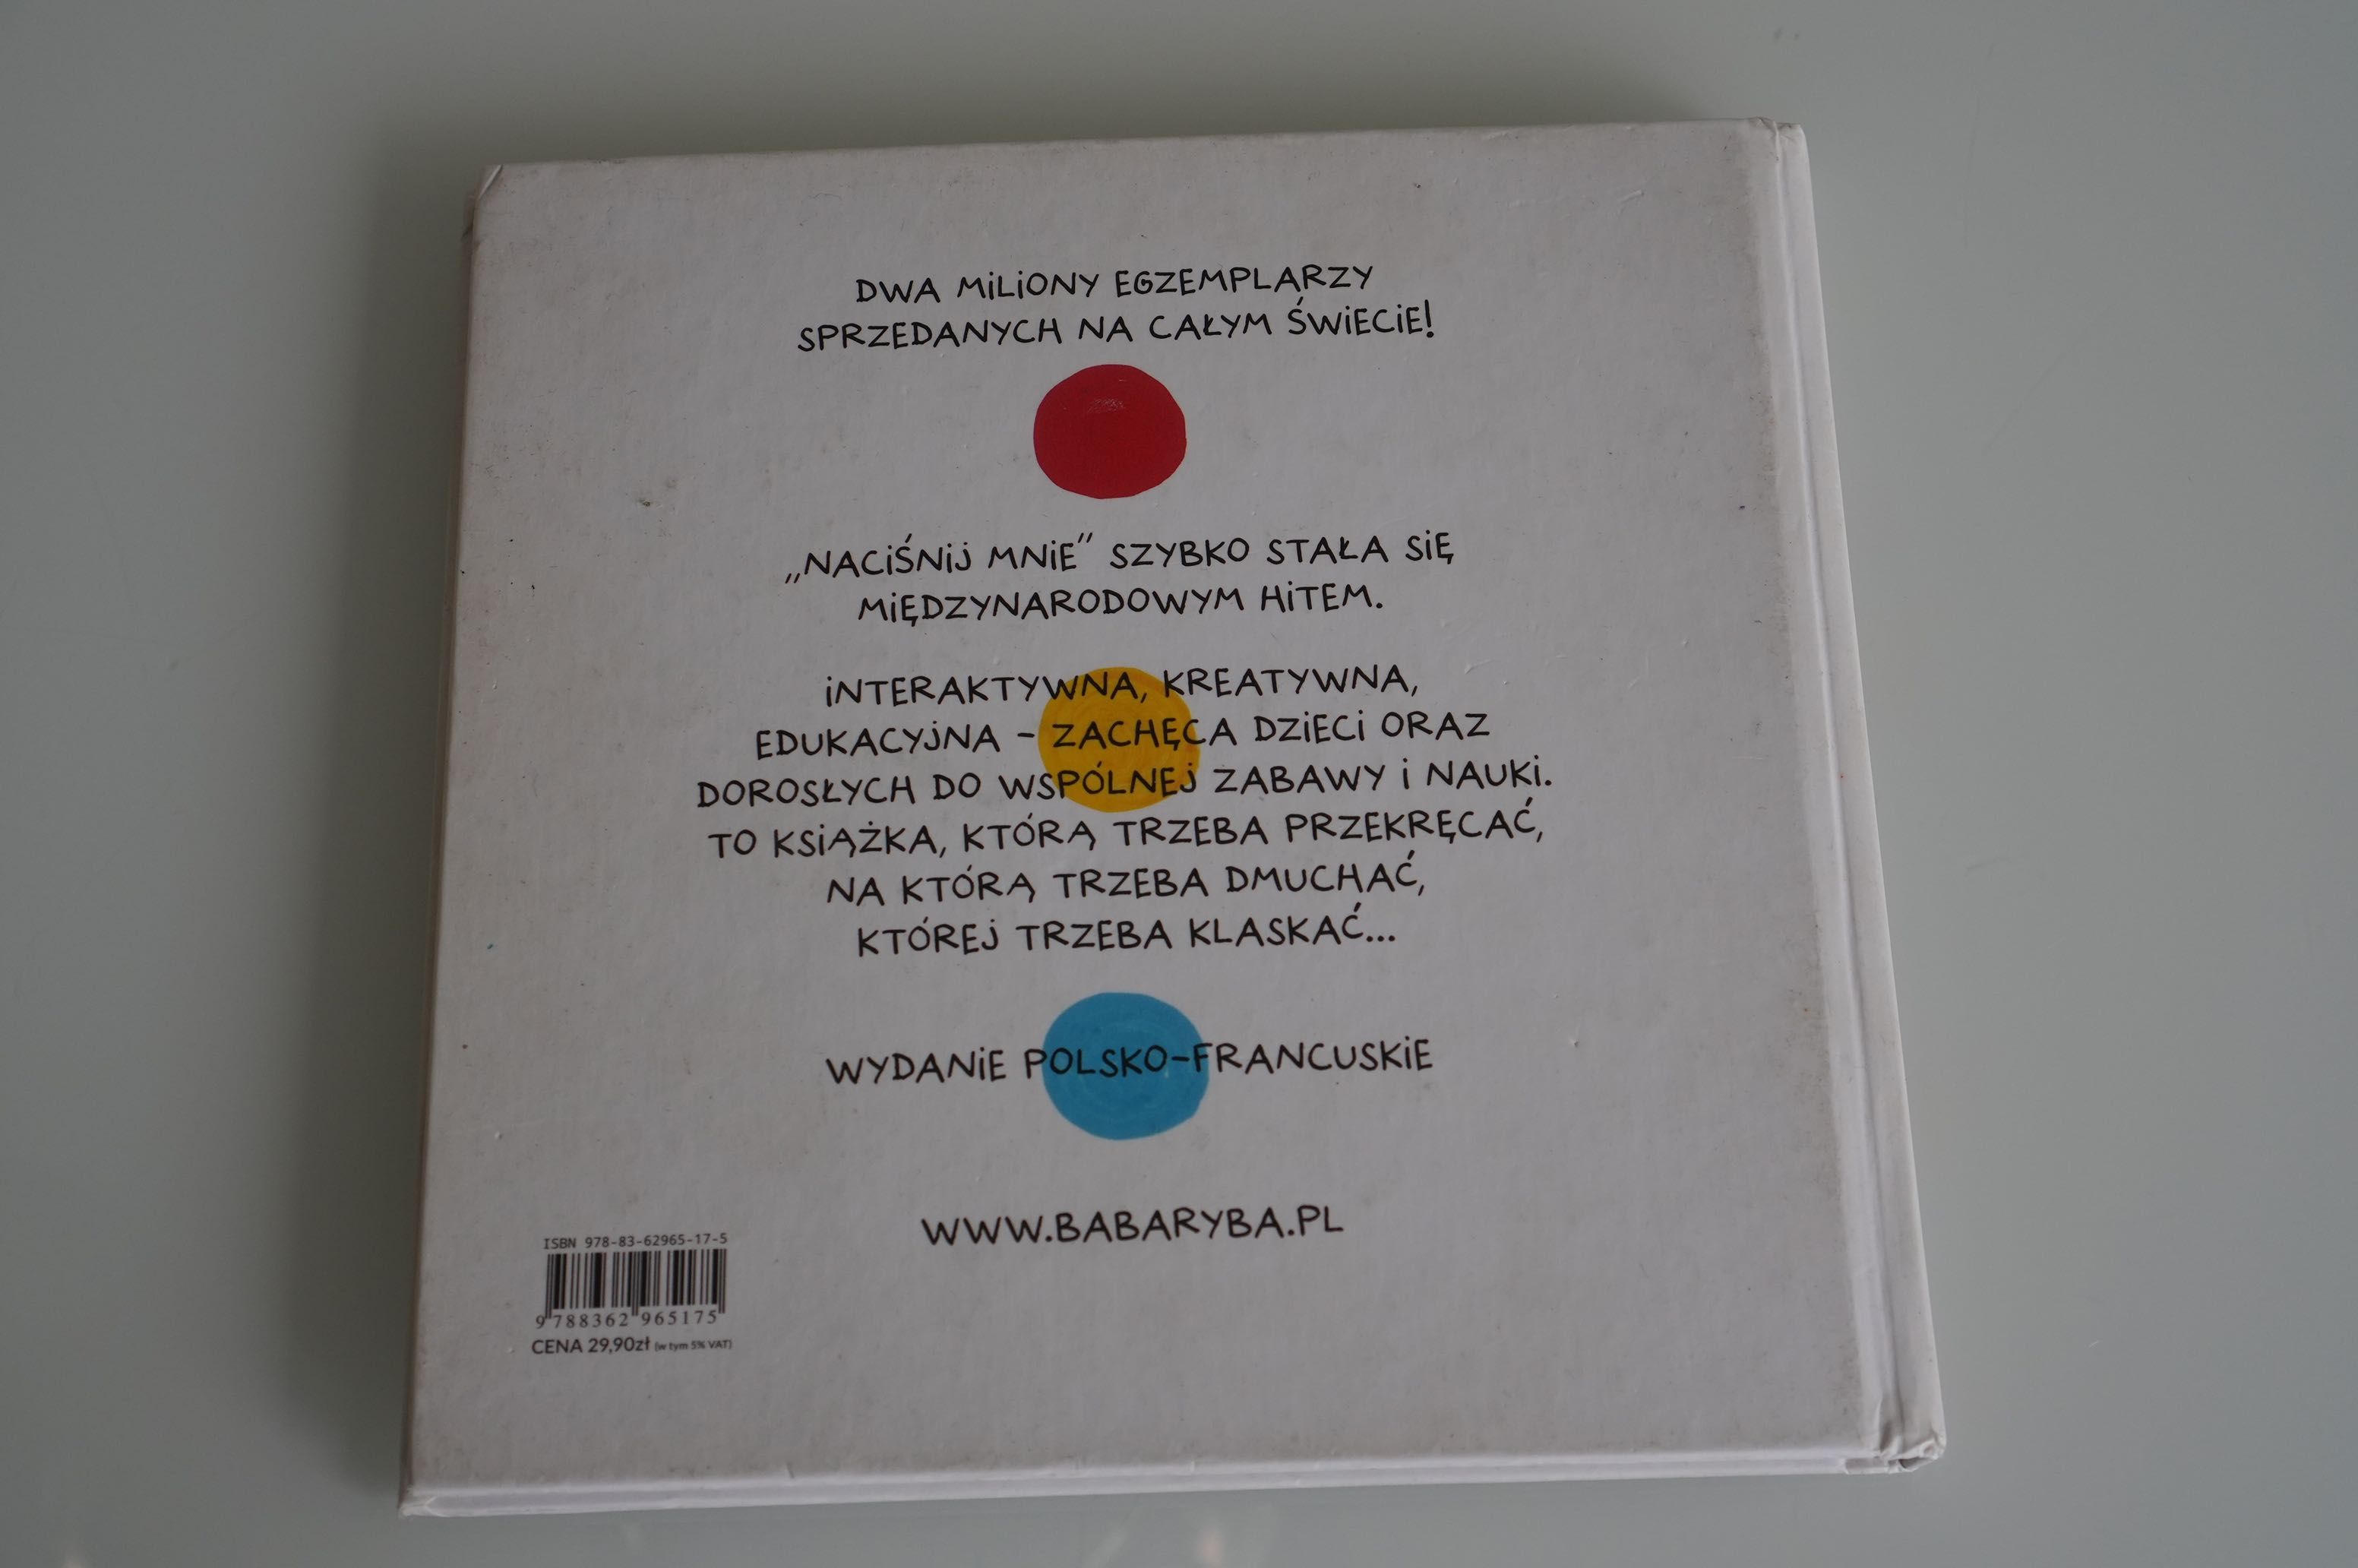 DWA MiLiONY EGZEMPLARZY
SPRZEDANYCH NA CAŁYM ŚWiECiE!
„NACiŚNiJ MNiE” SZYBKO STAŁA SiĘ
MiĘDZYNARODOWYM HiTEM.
iNTERAKTYWNA, KREATYWNA,
EDUKACYJNA – ZACHĘCA DZiECi ORAZ
DOROSŁYCH DO WSPÓLNEJ ZABAWY i NAUKi.
TO KSiĄŻKA, KTÓRĄ TRZEBA PRZEKRĘCAĆ,
NA KTÓRĄ TRZEBA DMUCHAĆ,
KTÓREJ TRZEBA KLASKAĆ...
WYDANiE POLSKO-FRANCUSKiE
WWW.BABARYBA.PL
ISBN 978-83-62965-17-5
9 788362 965175
CENA 29,90zł (w tym 5% VAT)